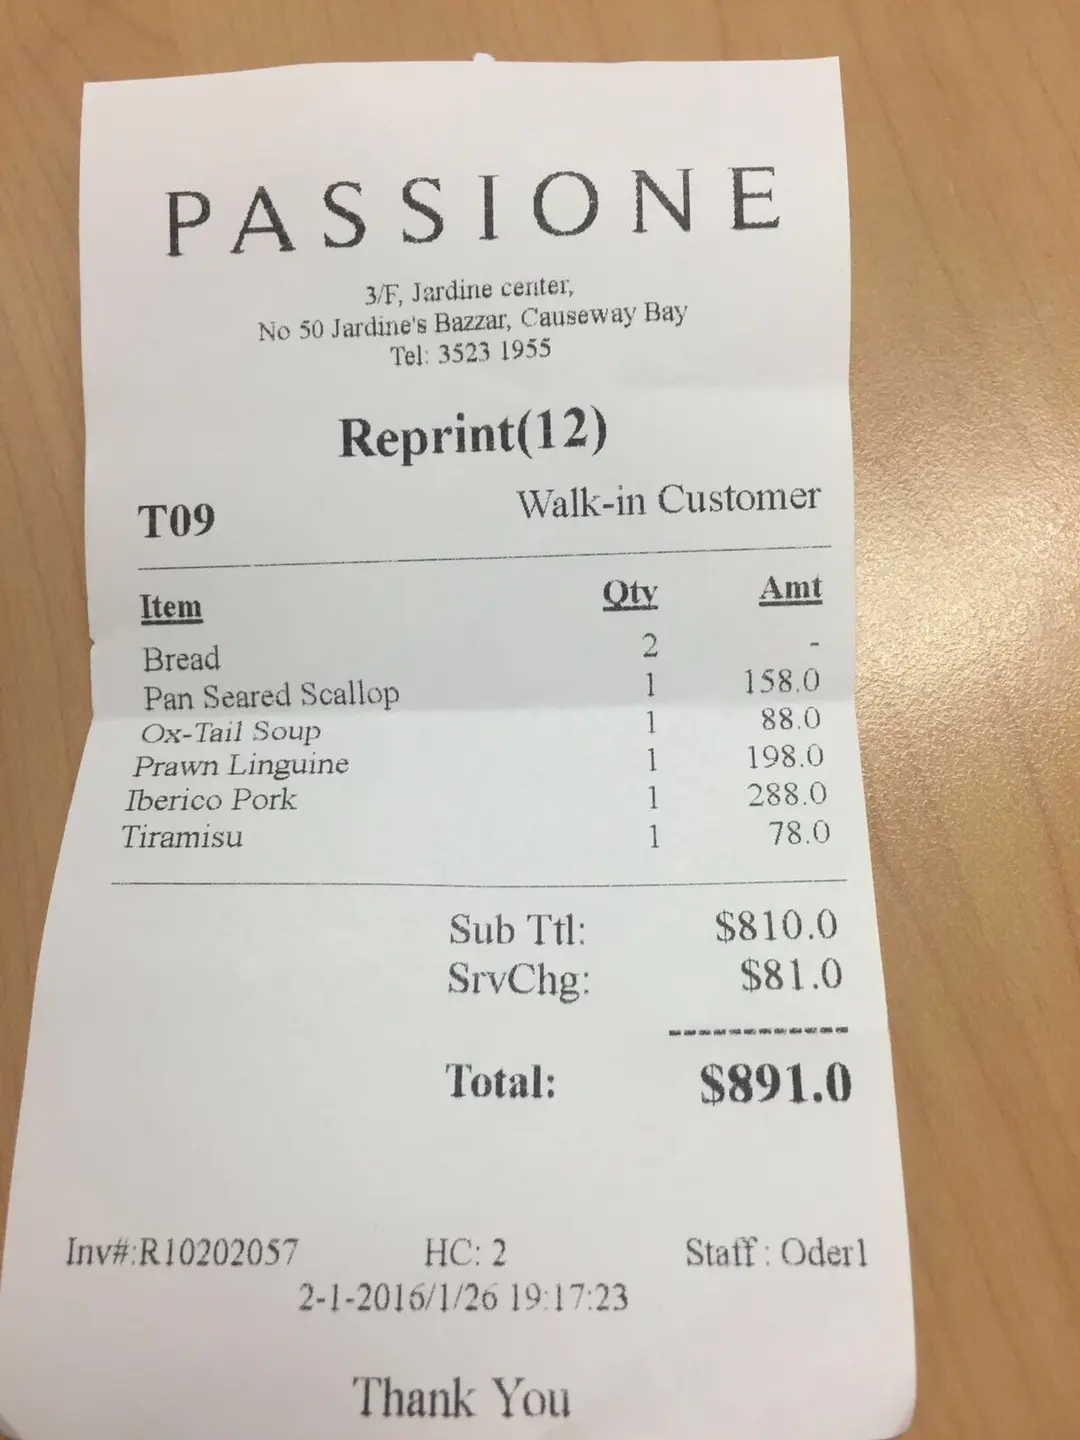 PASSIONE
3/F, Jardine center,
No 50 Jardine's Bazzar, Causeway Bay
Tel: 3523 1955
Reprint(12)
T09 Walk-in Customer
Item Qty Amt
Bread 2 -
Pan Seared Scallop 1 158.0
Ox-Tail Soup 1 88.0
Prawn Linguine 1 198.0
Iberico Pork 1 288.0
Tiramisu 1 78.0
Sub Ttl: $810.0
SrvChg: $81.0
Total: $891.0
Inv#:R10202057 HC: 2 Staff : Oder1
2-1-2016/1/26 19:17:23
Thank You